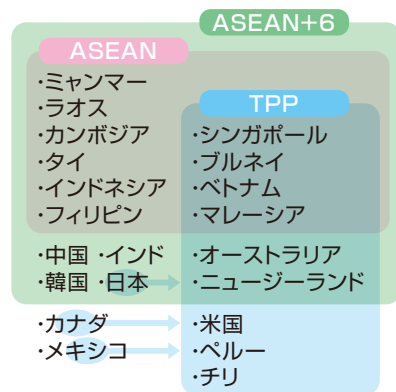 ASEAN+6
ASEAN
・ミャンマー
・ラオス
・カンボジア
・タイ
・インドネシア
・フィリピン
TPP
・シンガポール
・ブルネイ
・ベトナム
・マレーシア
・中国 ・インド
・韓国 ・日本
・オーストラリア
・ニュージーランド
・カナダ
・メキシコ
・米国
・ペルー
・チリ